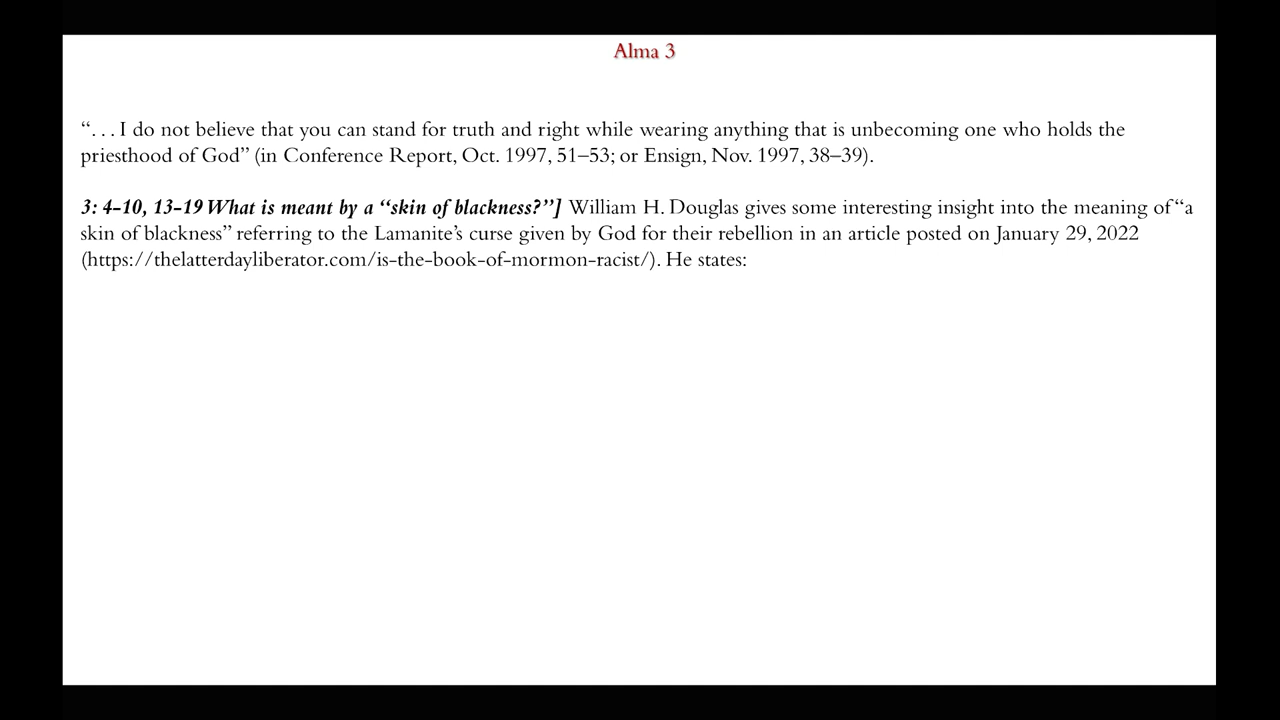 Alma 3
“. . . I do not believe that you can stand for truth and right while wearing anything that is unbecoming one who holds the
priesthood of God” (in Conference Report, Oct. 1997, 51–53; or Ensign, Nov. 1997, 38–39).
3: 4-10, 13-19 What is meant by a “skin of blackness?”] William H. Douglas gives some interesting insight into the meaning of “a
skin of blackness” referring to the Lamanite’s curse given by God for their rebellion in an article posted on January 29, 2022
(https://thelatterdayliberator.com/is-the-book-of-mormon-racist/). He states: